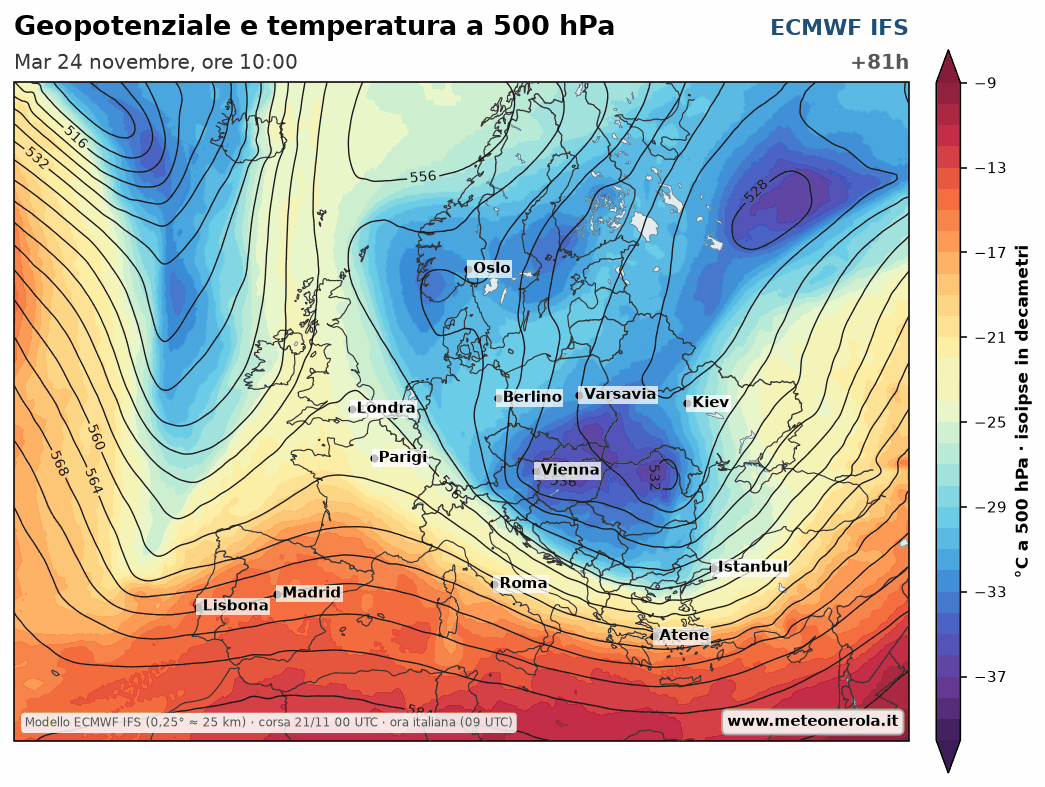 Geopotenziale e temperatura a 500 hPa
ECMWF IFS
Mar 24 novembre, ore 10:00
+81h
516
532
556
528
Oslo
Berlino
Varsavia
Kiev
Londra
560
568
564
Parigi
Vienna
536
532
556
Istanbul
Roma
Madrid
Lisbona
Atene
584
Modello ECMWF IFS (0,25° ≈ 25 km) · corsa 21/11 00 UTC · ora italiana (09 UTC)
www.meteonerola.it
−9
−13
−17
−21
−25
−29
−33
−37
°C a 500 hPa · isoipse in decametri